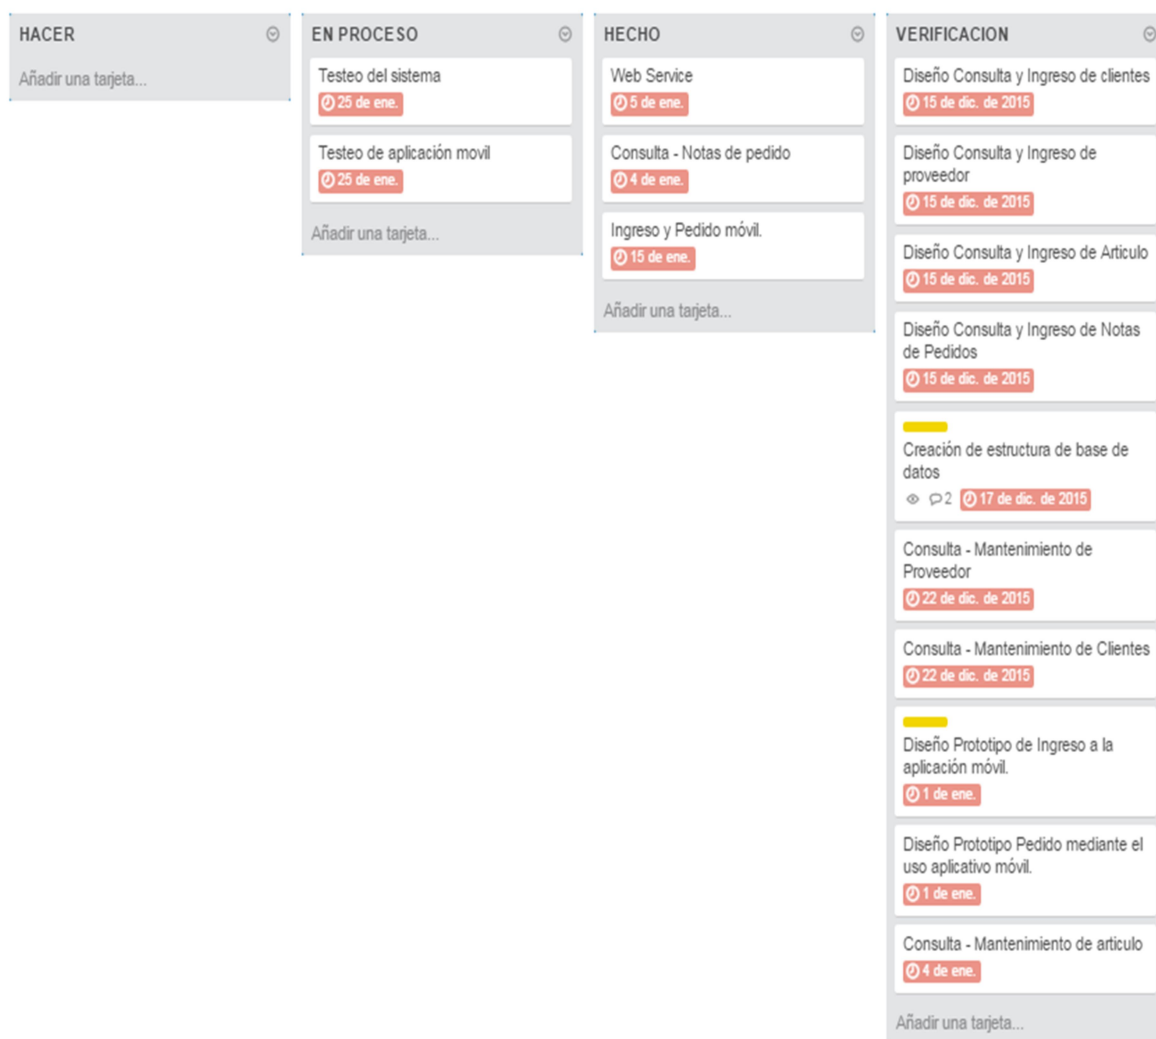 HACER
Añadir una tarjeta...
EN PROCESO
Testeo del sistema
25 de ene.
Testeo de aplicación movil
25 de ene.
Añadir una tarjeta...
HECHO
Web Service
5 de ene.
Consulta - Notas de pedido
4 de ene.
Ingreso y Pedido móvil.
15 de ene.
Añadir una tarjeta...
VERIFICACION
Diseño Consulta y Ingreso de clientes
15 de dic. de 2015
Diseño Consulta y Ingreso de
proveedor
15 de dic. de 2015
Diseño Consulta y Ingreso de Articulo
15 de dic. de 2015
Diseño Consulta y Ingreso de Notas
de Pedidos
15 de dic. de 2015
Creación de estructura de base de
datos
2 17 de dic. de 2015
Consulta - Mantenimiento de
Proveedor
22 de dic. de 2015
Consulta - Mantenimiento de Clientes
22 de dic. de 2015
Diseño Prototipo de Ingreso a la
aplicación móvil.
1 de ene.
Diseño Prototipo Pedido mediante el
uso aplicativo móvil.
1 de ene.
Consulta - Mantenimiento de articulo
4 de ene.
Añadir una tarjeta...